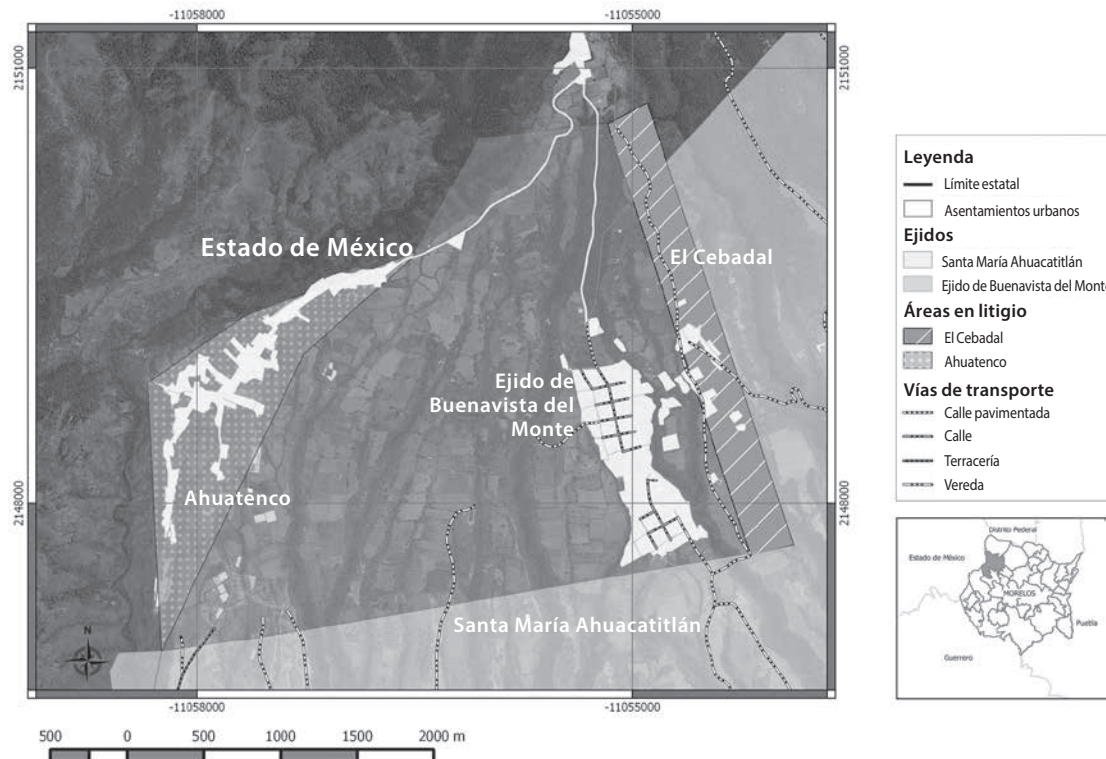 -11058000
-11055000
2151000
2151000
Estado de México
El Cebadal
Ejido de
Buenavista del
Monte
Ahuatenco
2148000
2148000
Santa María Ahuacatitlán
N
-11058000
-11055000
500 0 500 1000 1500 2000 m
Leyenda
Límite estatal
Asentamientos urbanos
Ejidos
Santa María Ahuacatitlán
Ejido de Buenavista del Monte
Áreas en litigio
El Cebadal
Ahuatenco
Vías de transporte
Calle pavimentada
Calle
Terracería
Vereda
Distrito Federal
Estado de México
MORELOS
Puebla
Guerrero